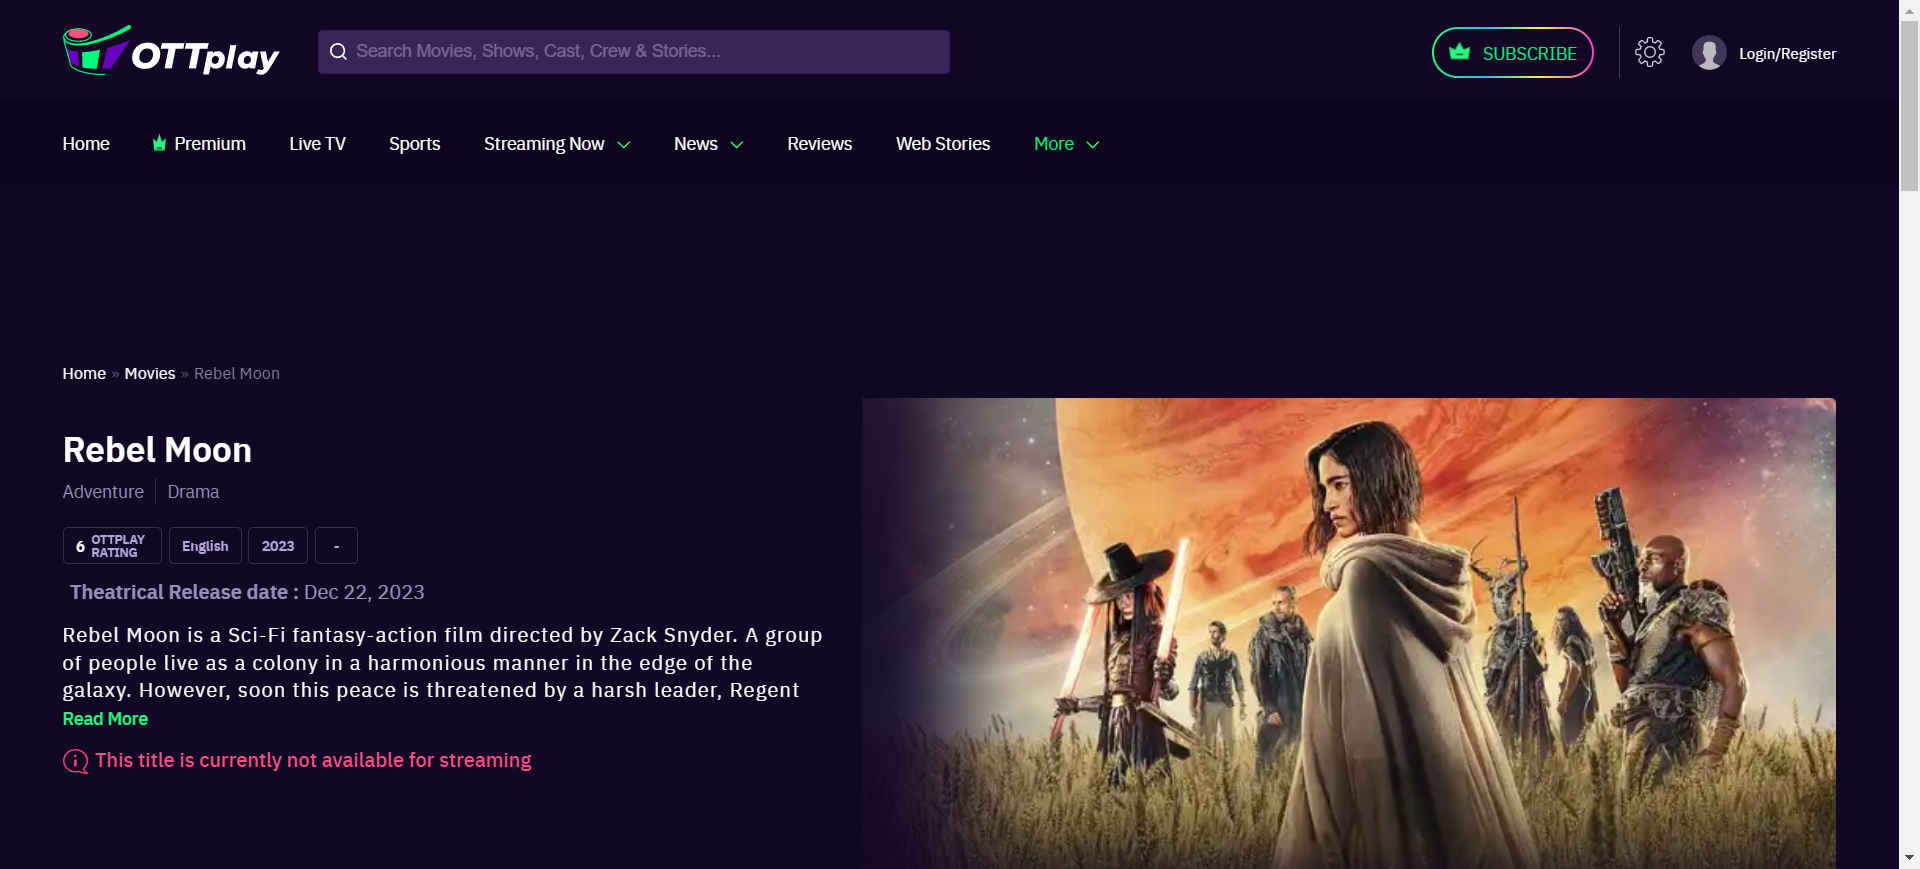 OTTplay
Search Movies, Shows, Cast, Crew & Stories...
SUBSCRIBE
Login/Register
Home
Premium
Live TV
Sports
Streaming Now
News
Reviews
Web Stories
More
Home » Movies » Rebel Moon
Rebel Moon
Adventure | Drama
6 OTTPLAY
RATING
English
2023
-
Theatrical Release date : Dec 22, 2023
Rebel Moon is a Sci-Fi fantasy-action film directed by Zack Snyder. A group
of people live as a colony in a harmonious manner in the edge of the
galaxy. However, soon this peace is threatened by a harsh leader, Regent
Read More
This title is currently not available for streaming